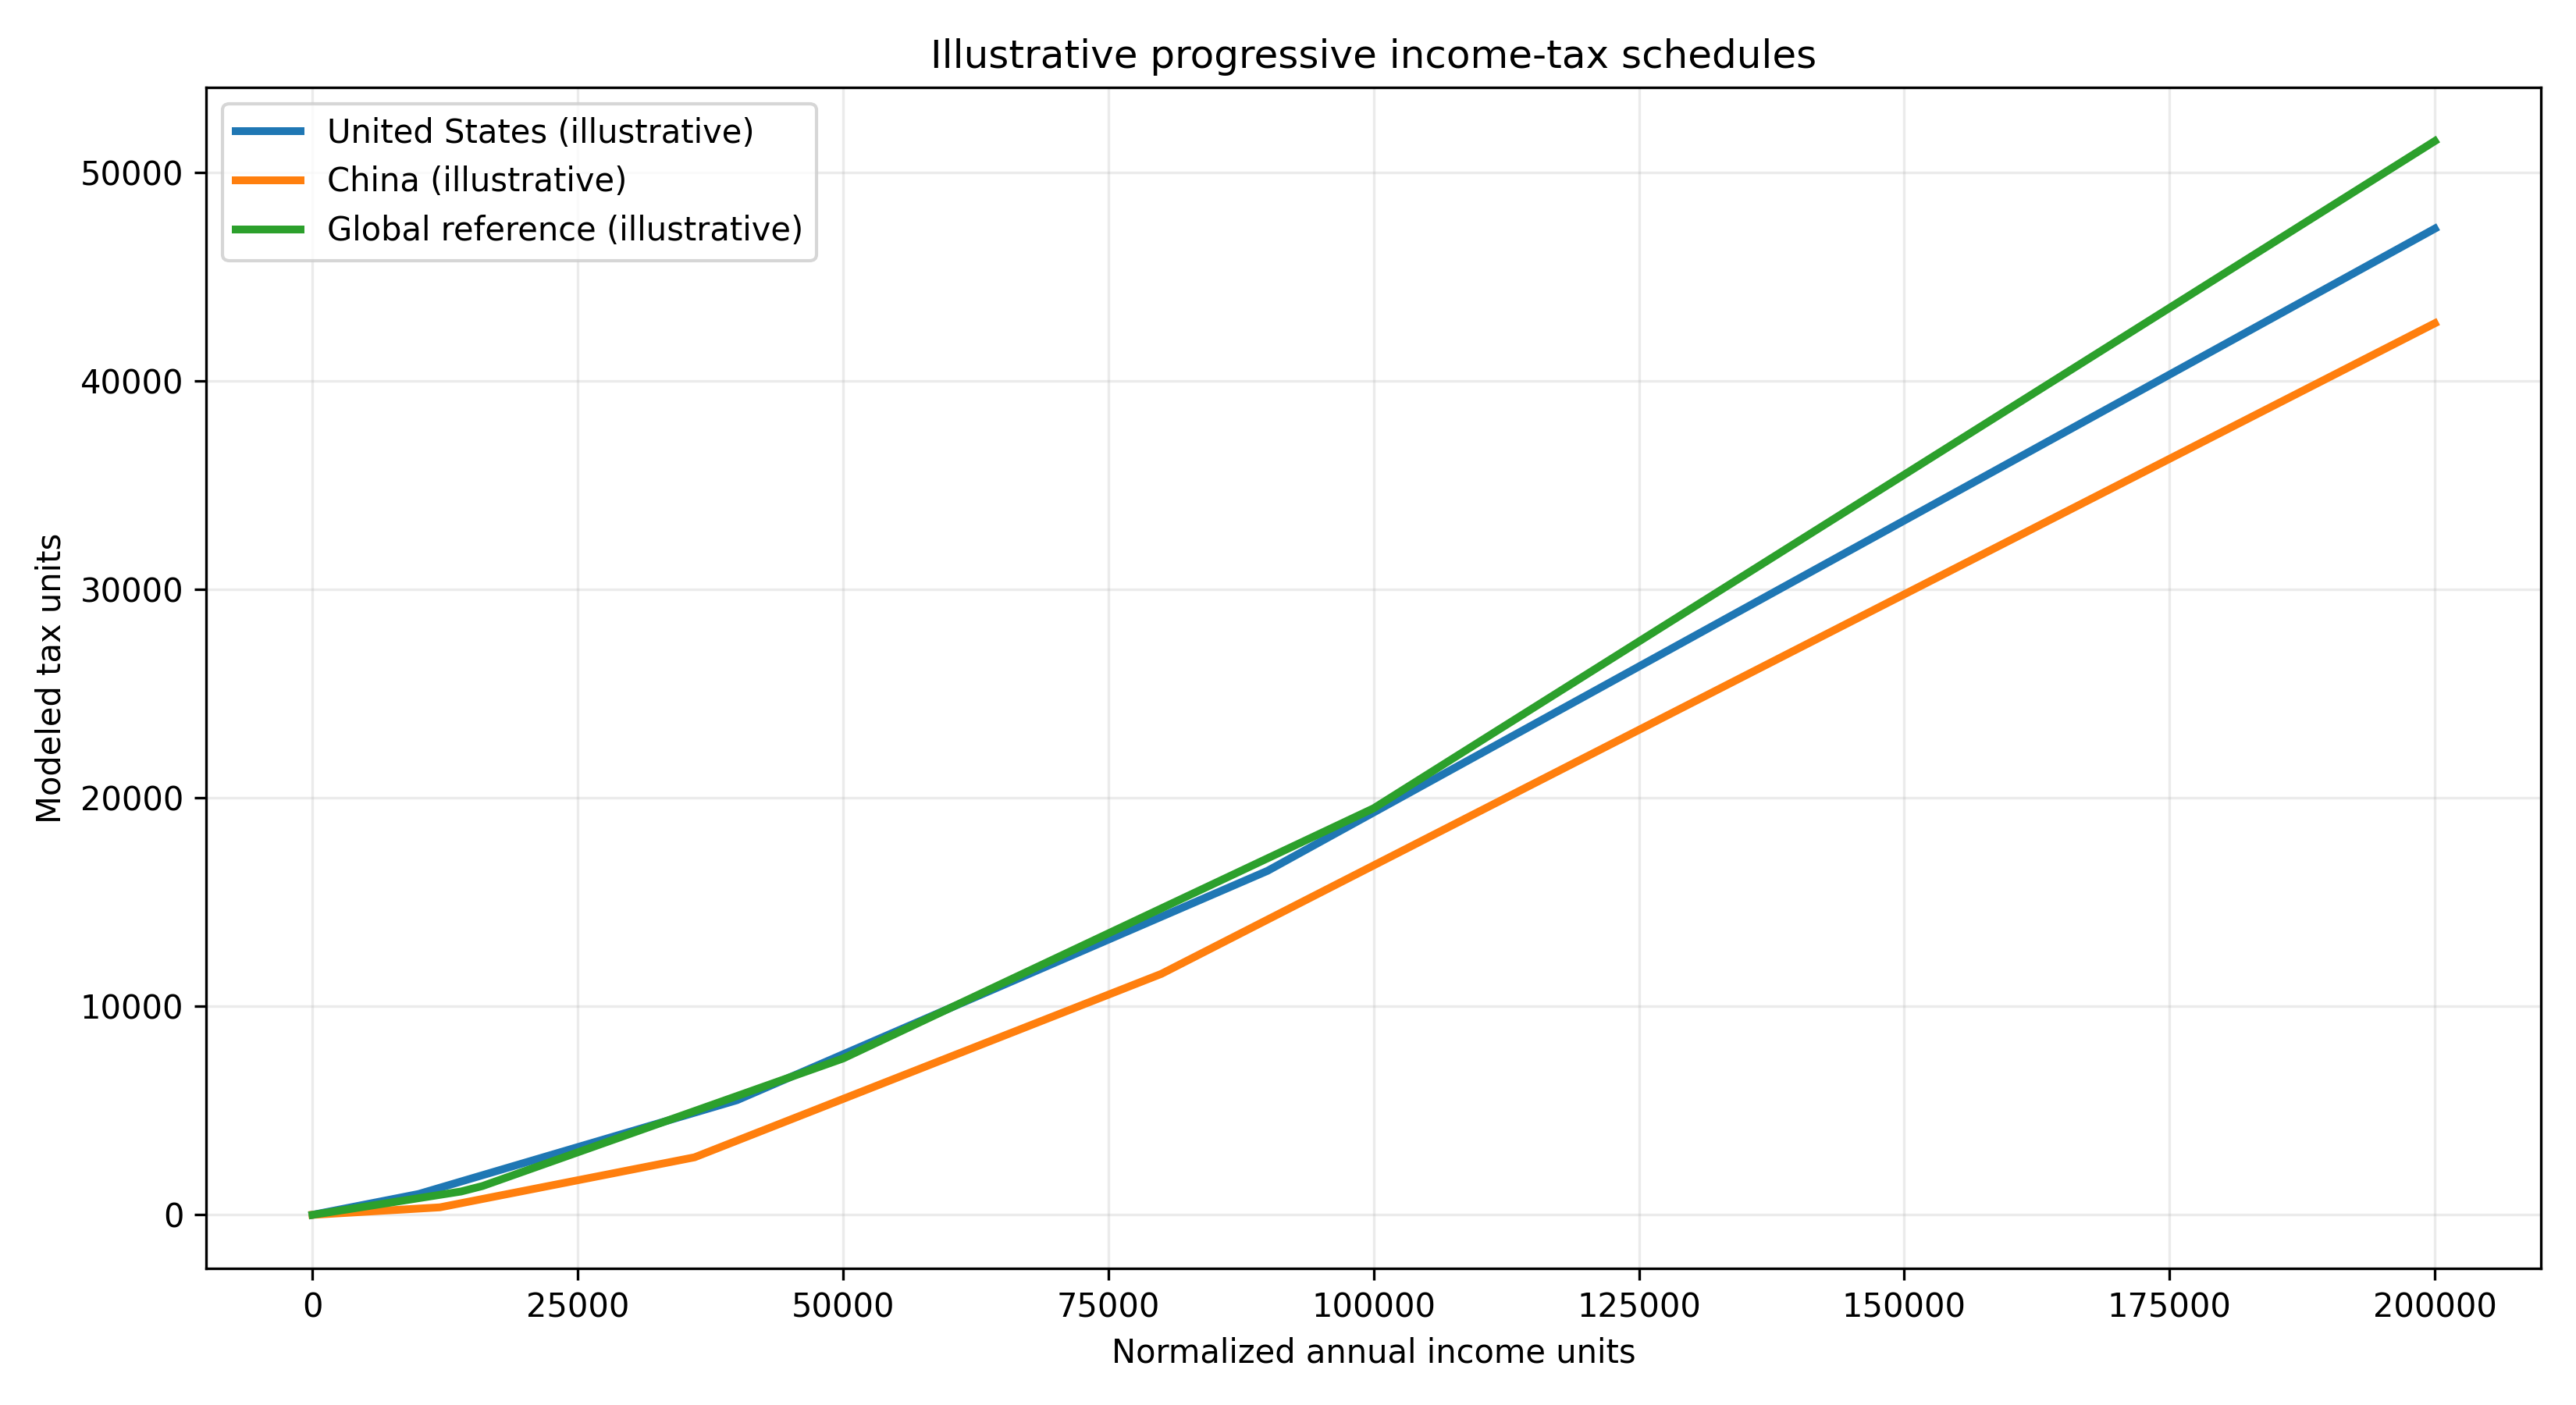 Illustrative progressive income-tax schedules
United States (illustrative)
China (illustrative)
Global reference (illustrative)
50000
40000
30000
20000
10000
0
Modeled tax units
0 25000 50000 75000 100000 125000 150000 175000 200000
Normalized annual income units